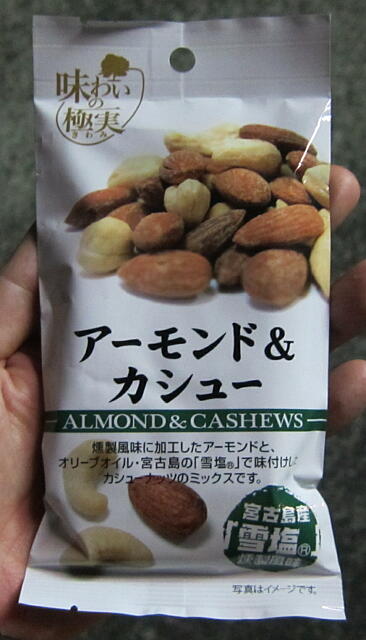 味わい
の
極実
きわみ
アーモンド&
カシュー
ALMOND & CASHEWS
燻製風味に加工したアーモンドと、
オリーブオイル・宮古島の「雪塩®」で味付けし
カシューナッツのミックスです。
宮古島産
「雪塩®」
燻製風味
写真はイメージです。